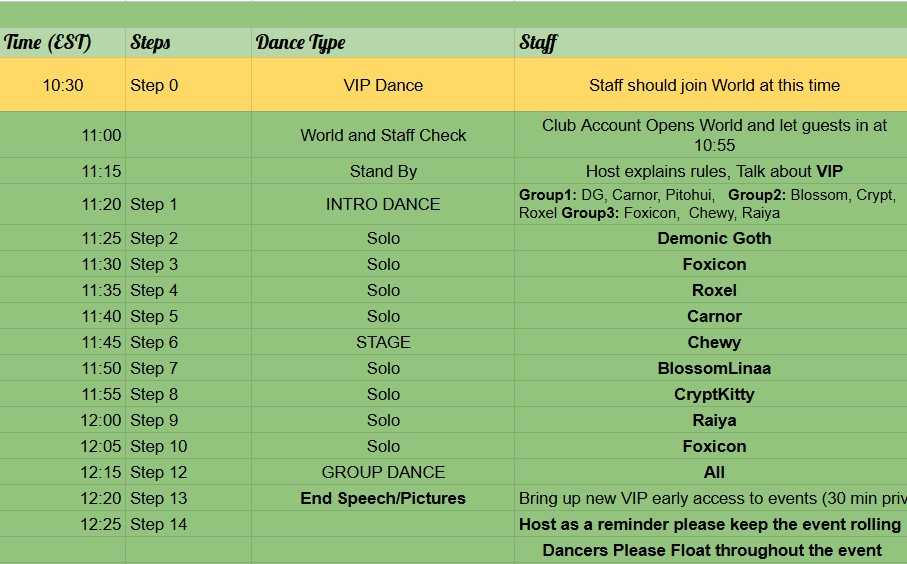 Time (EST) Steps Dance Type Staff
10:30 Step 0 VIP Dance Staff should join World at this time
11:00 World and Staff Check Club Account Opens World and let guests in at
10:55
11:15 Stand By Host explains rules, Talk about VIP
11:20 Step 1 INTRO DANCE Group1: DG, Carnor, Pitohui, Group2: Blossom, Crypt,
Roxel Group3: Foxicon, Chewy, Raiya
11:25 Step 2 Solo Demonic Goth
11:30 Step 3 Solo Foxicon
11:35 Step 4 Solo Roxel
11:40 Step 5 Solo Carnor
11:45 Step 6 STAGE Chewy
11:50 Step 7 Solo BlossomLinaa
11:55 Step 8 Solo CryptKitty
12:00 Step 9 Solo Raiya
12:05 Step 10 Solo Foxicon
12:15 Step 12 GROUP DANCE All
12:20 Step 13 End Speech/Pictures Bring up new VIP early access to events (30 min priv
12:25 Step 14 Host as a reminder please keep the event rolling
Dancers Please Float throughout the event